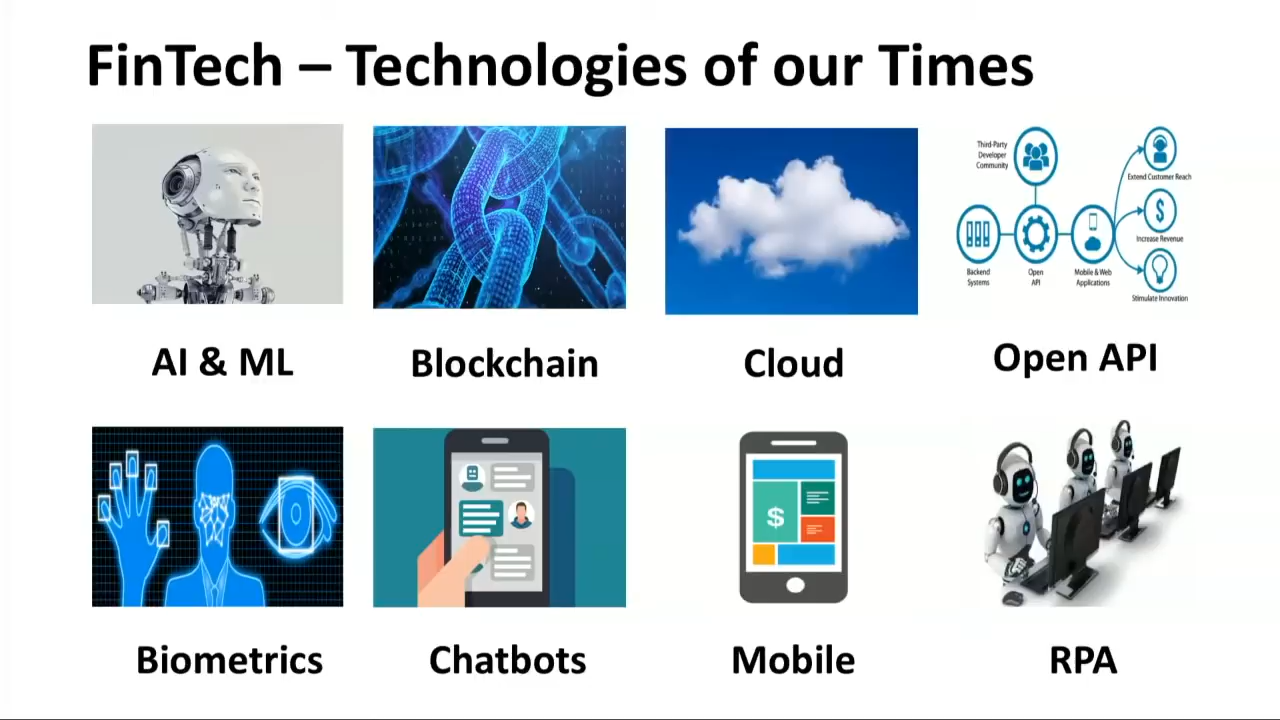 FinTech – Technologies of our Times
Third-Party
Developer
Community
Extend Customer Reach
Increase Revenue
Backend
Systems
Open
API
Mobile & Web
Applications
Stimulate Innovation
AI & ML
Blockchain
Cloud
Open API
$
$
Biometrics
Chatbots
Mobile
RPA